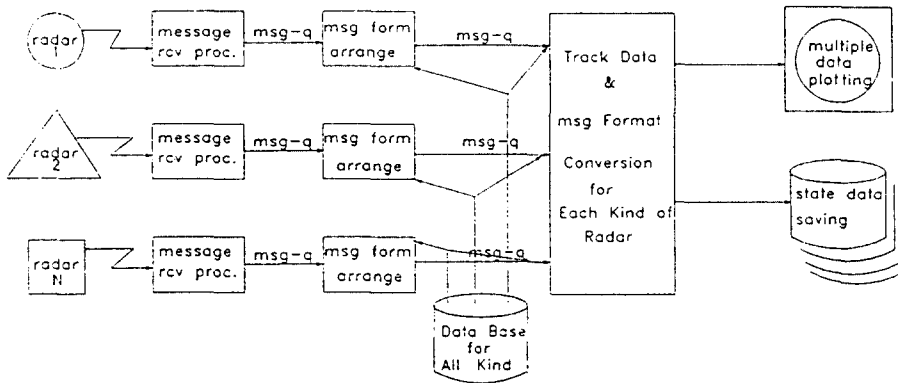 radar
1
message
rcv proc.
msg-q
msg form
arrange
msg-q
radar
2
message
rcv proc.
msg-q
msg form
arrange
msg-q
radar
N
message
rcv proc.
msg-q
msg form
arrange
msg-q
Data Base
for
All Kind
Track Data
&
msg Format
Conversion
for
Each Kind of
Radar
multiple
data
plotting
state data
saving